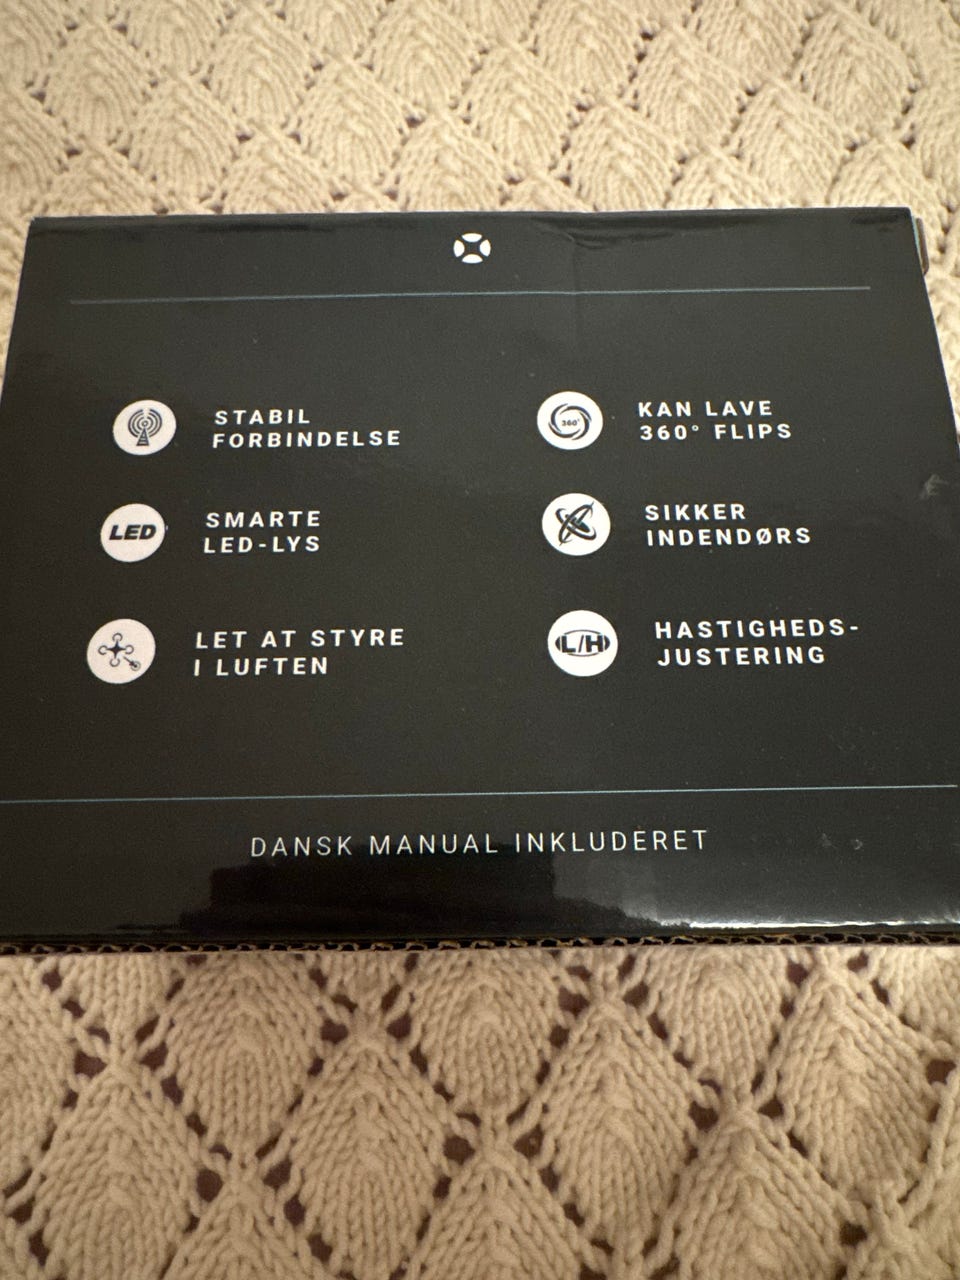 STABIL
FORBINDELSE
KAN LAVE
360° FLIPS
360°
LED
SMARTE
LED-LYS
SIKKER
INDENDØRS
LET AT STYRE
I LUFTEN
L/H
HASTIGHEDS-
JUSTERING
DANSK MANUAL INKLUDERET